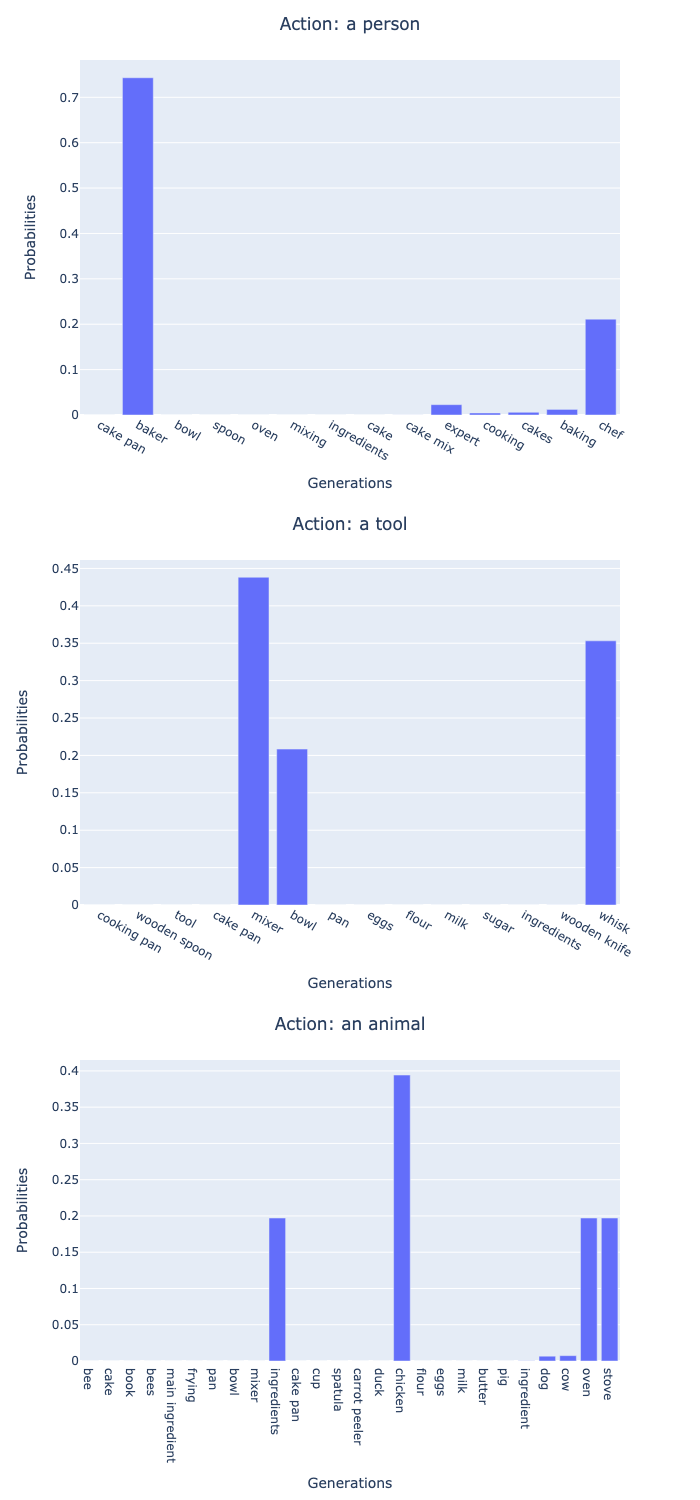 Action: a person
Probabilities
0.7
0.6
0.5
0.4
0.3
0.2
0.1
0
cake pan
baker
bowl
spoon
oven
mixing
ingredients
cake
cake mix
expert
cooking
cakes
baking
chef
Generations
Action: a tool
Probabilities
0.45
0.4
0.35
0.3
0.25
0.2
0.15
0.1
0.05
0
cooking pan
wooden spoon
tool
cake pan
mixer
bowl
pan
eggs
flour
milk
sugar
ingredients
wooden knife
whisk
Generations
Action: an animal
Probabilities
0.4
0.35
0.3
0.25
0.2
0.15
0.1
0.05
0
bee
cake
book
bees
main ingredient
frying
pan
bowl
mixer
ingredients
cake pan
cup
spatula
carrot peeler
duck
chicken
flour
eggs
milk
butter
pig
ingredient
dog
cow
oven
stove
Generations